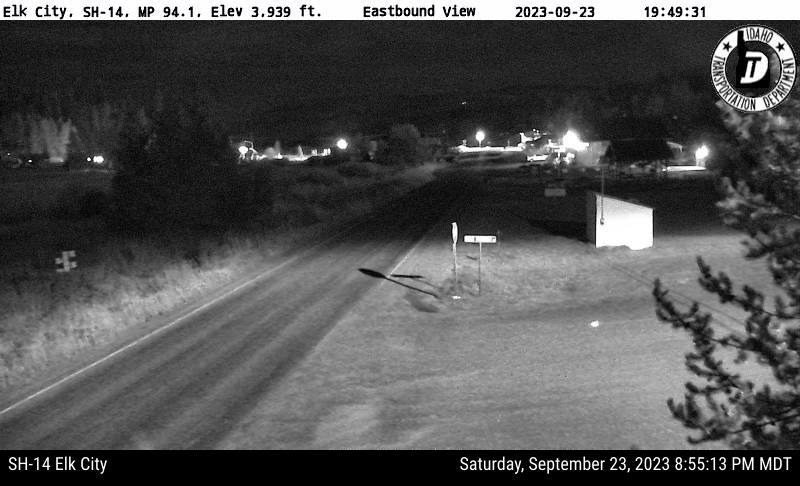 Elk City, SH-14, MP 94.1, Elev 3,939 ft. Eastbound View 2023-09-23 19:49:31
IDAHO
TRANSPORTATION DEPARTMENT
SH-14 Elk City Saturday, September 23, 2023 8:55:13 PM MDT